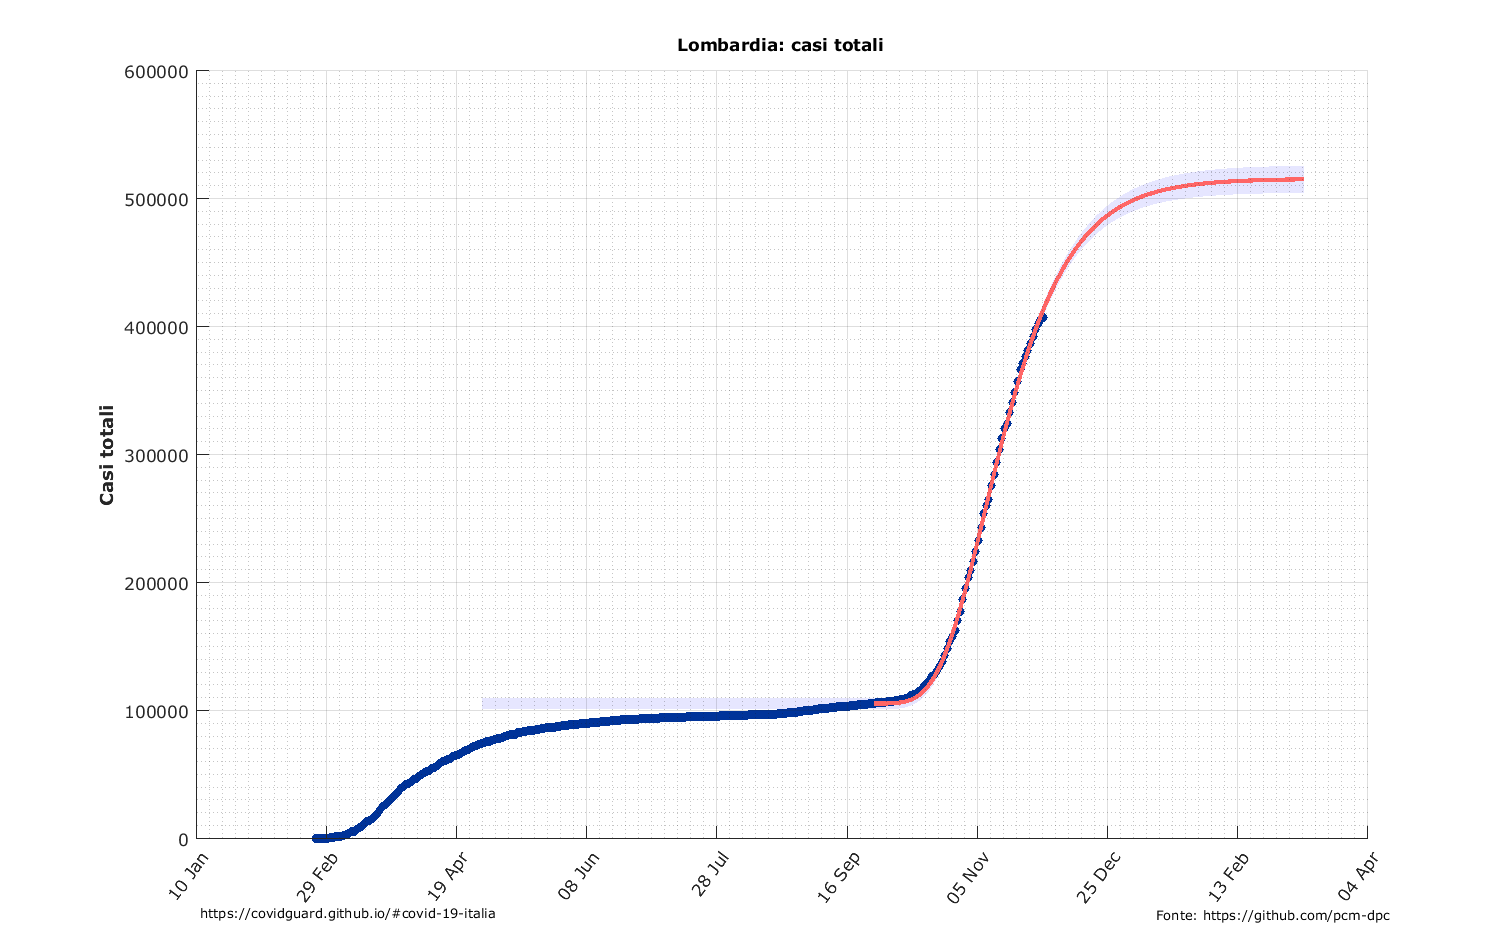 Lombardia: casi totali
600000
500000
400000
300000
200000
100000
0
Casi totali
10 Jan
29 Feb
19 Apr
08 Jun
28 Jul
16 Sep
05 Nov
25 Dec
13 Feb
04 Apr
https://covidguard.github.io/#covid-19-italia
Fonte: https://github.com/pcm-dpc